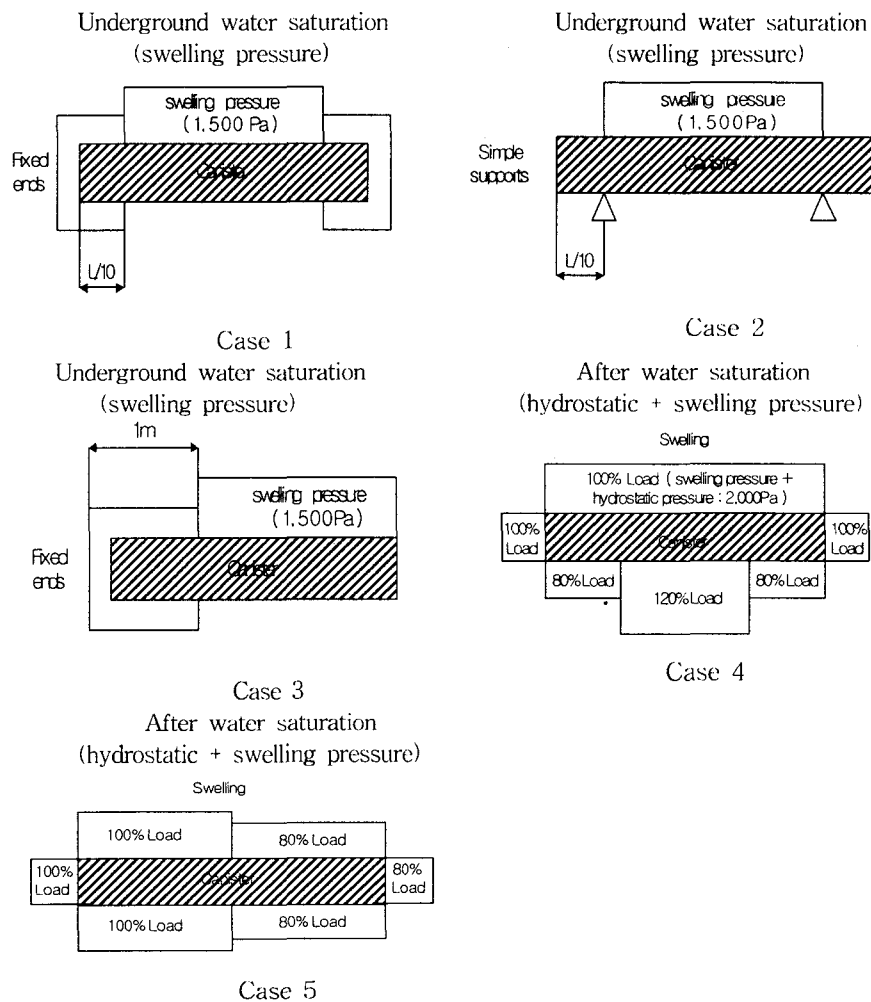 Underground water saturation
(swelling pressure)
swelling pressure
(1.500 Pa)
Fixed
ends
Canister
L/10
Case 1
Underground water saturation
(swelling pressure)
swelling pressure
(1.500 Pa)
Simple
supports
Canister
L/10
Case 2
Underground water saturation
(swelling pressure)
1m
swelling pressure
(1.500Pa)
Fixed
ends
Canister
Case 3
After water saturation
(hydrostatic + swelling pressure)
Swelling
100% Load ( swelling pressure +
hydrostatic pressure : 2.000Pa )
100%
Load
Canister
100%
Load
80% Load
120% Load
80% Load
Case 4
After water saturation
(hydrostatic + swelling pressure)
Swelling
100% Load
80% Load
100%
Load
Canister
80%
Load
100% Load
80% Load
Case 5